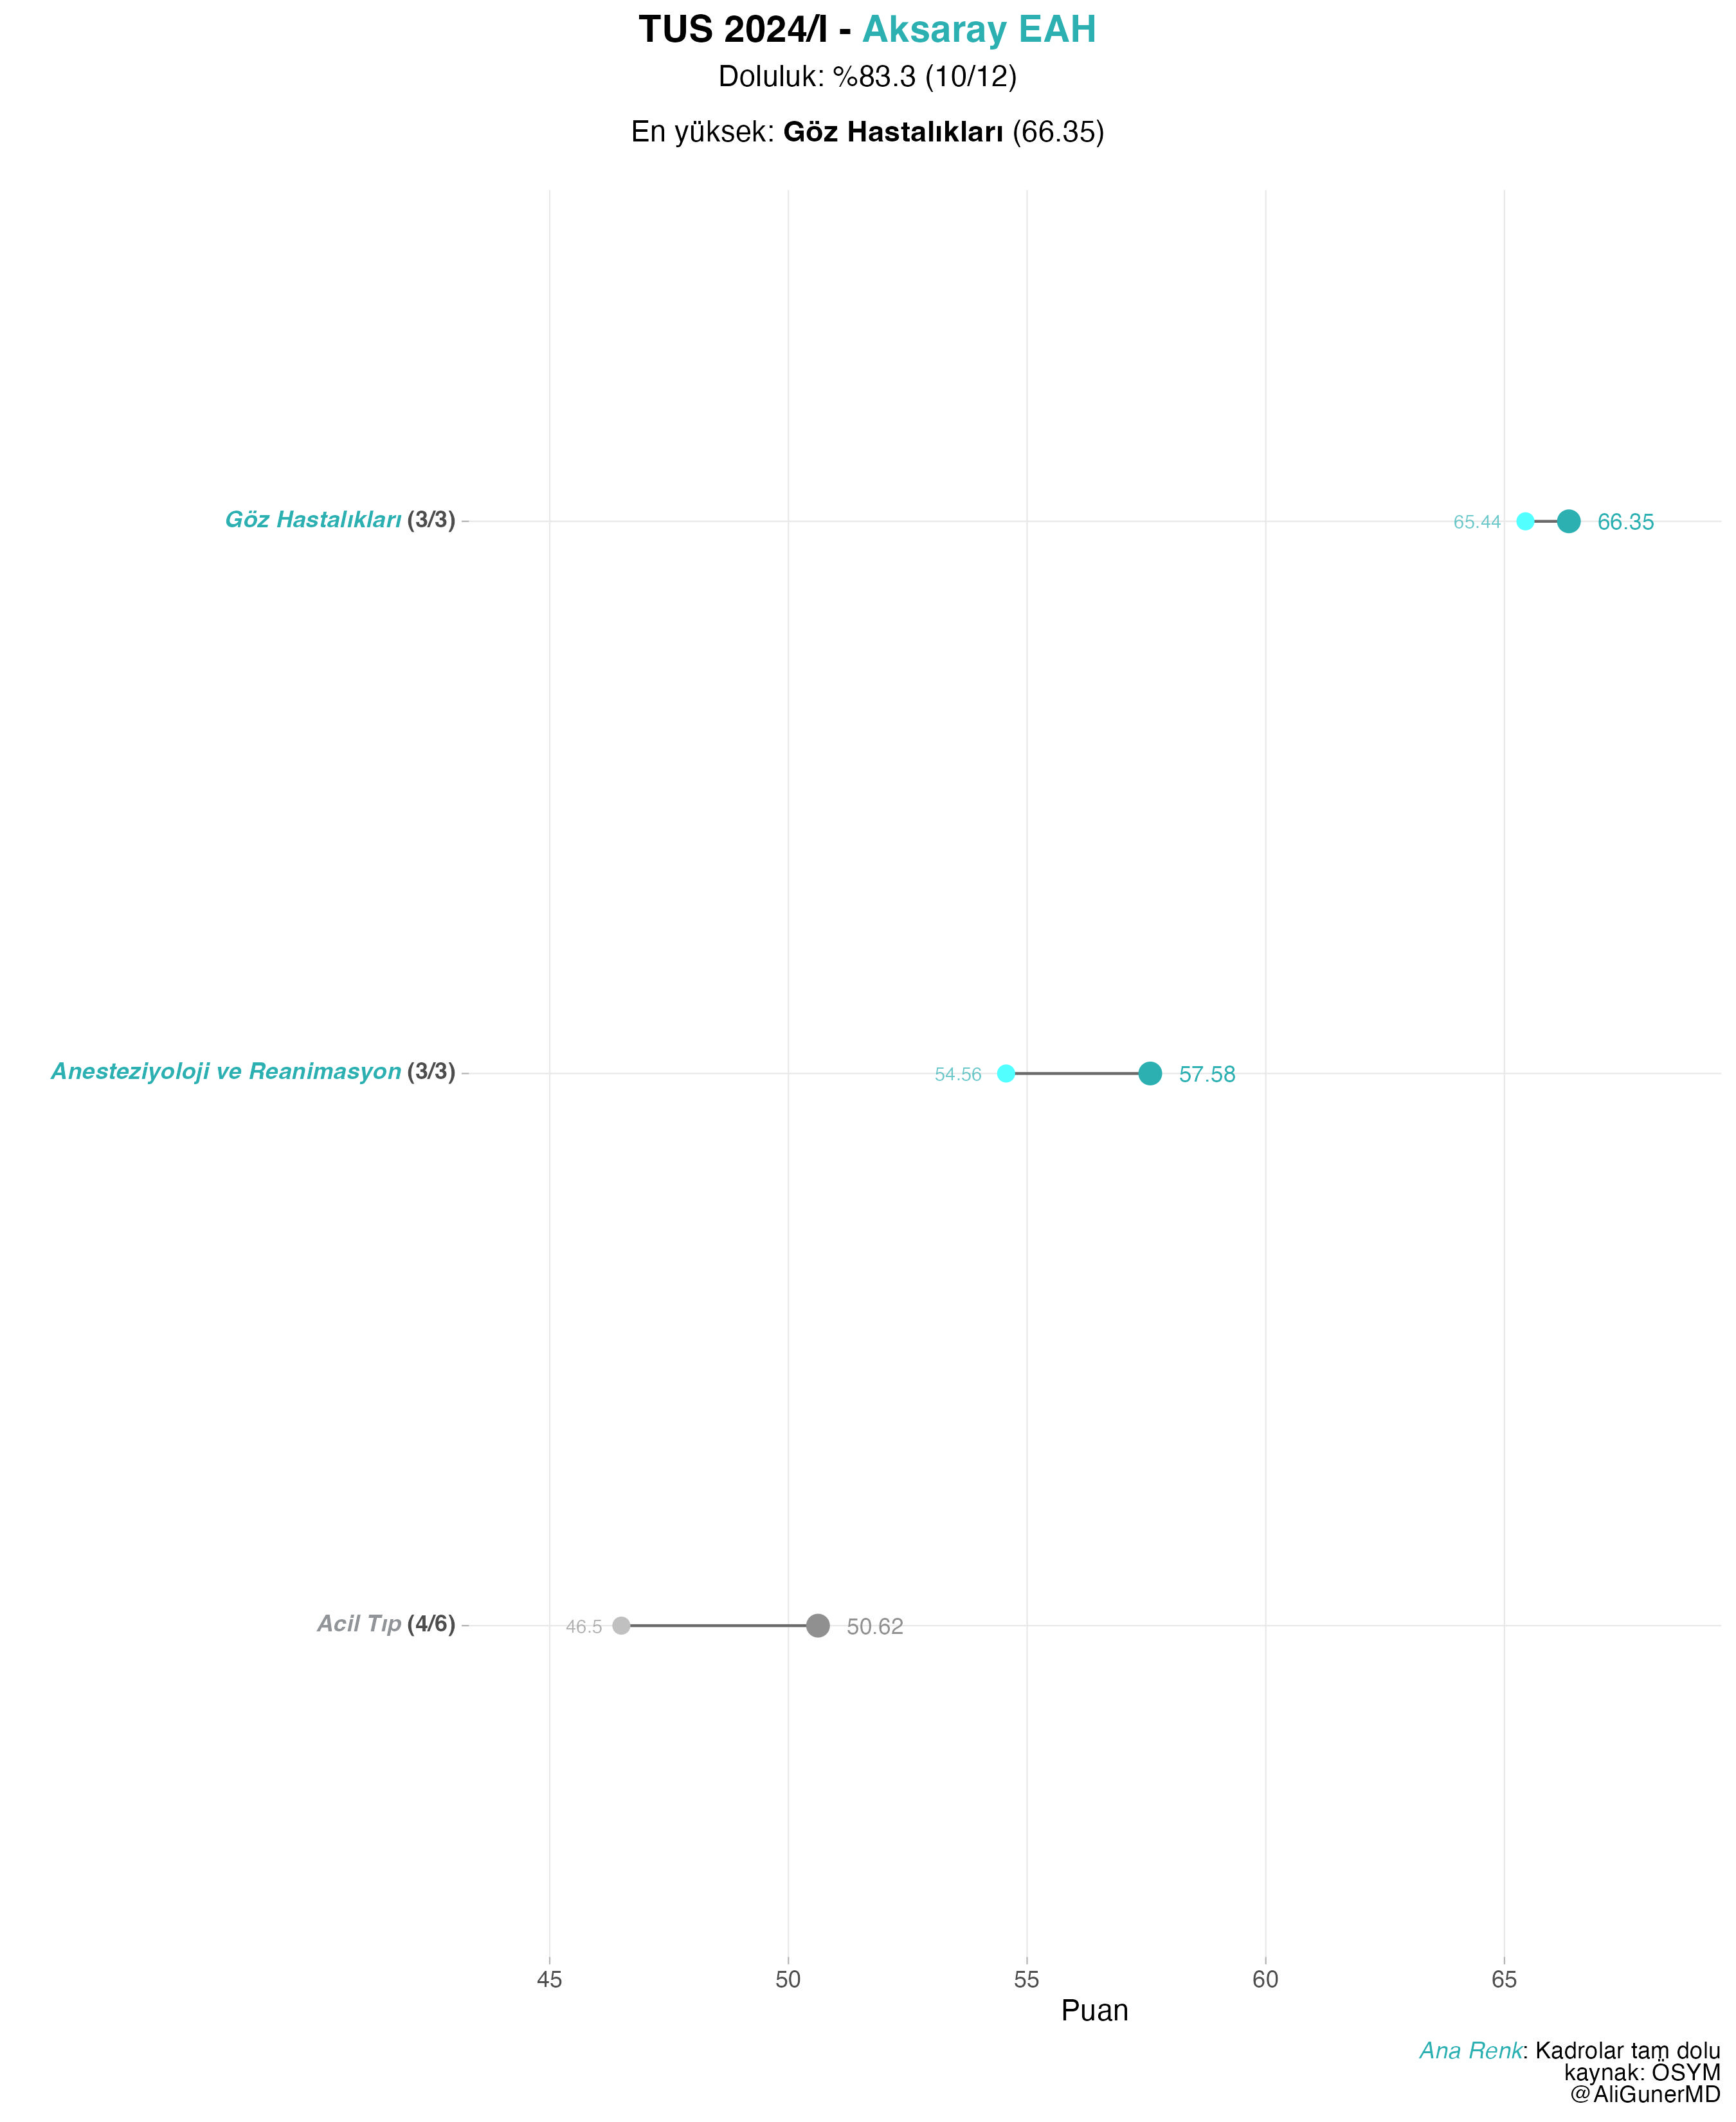 TUS 2024/I - Aksaray EAH
Doluluk: %83.3 (10/12)
En yüksek: Göz Hastalıkları (66.35)
Göz Hastalıkları (3/3)
65.44
66.35
Anesteziyoloji ve Reanimasyon (3/3)
54.56
57.58
Acil Tıp (4/6)
46.5
50.62
45
50
55
60
65
Puan
Ana Renk: Kadrolar tam dolu
kaynak: ÖSYM
@AliGunerMD